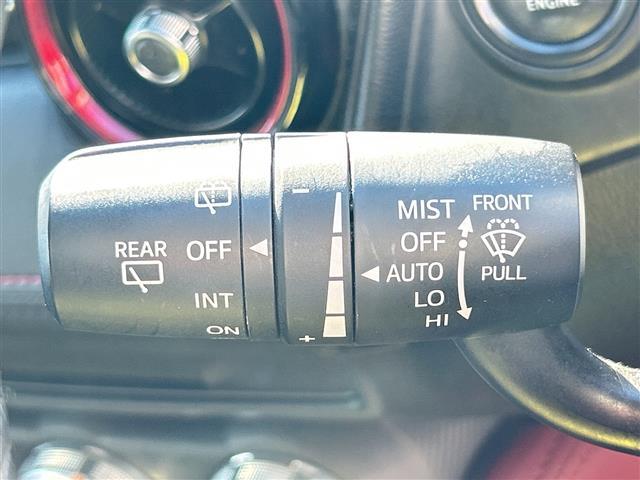 ENGINE
REAR
OFF
INT
ON
−
+
MIST
OFF
AUTO
LO
HI
FRONT
PULL